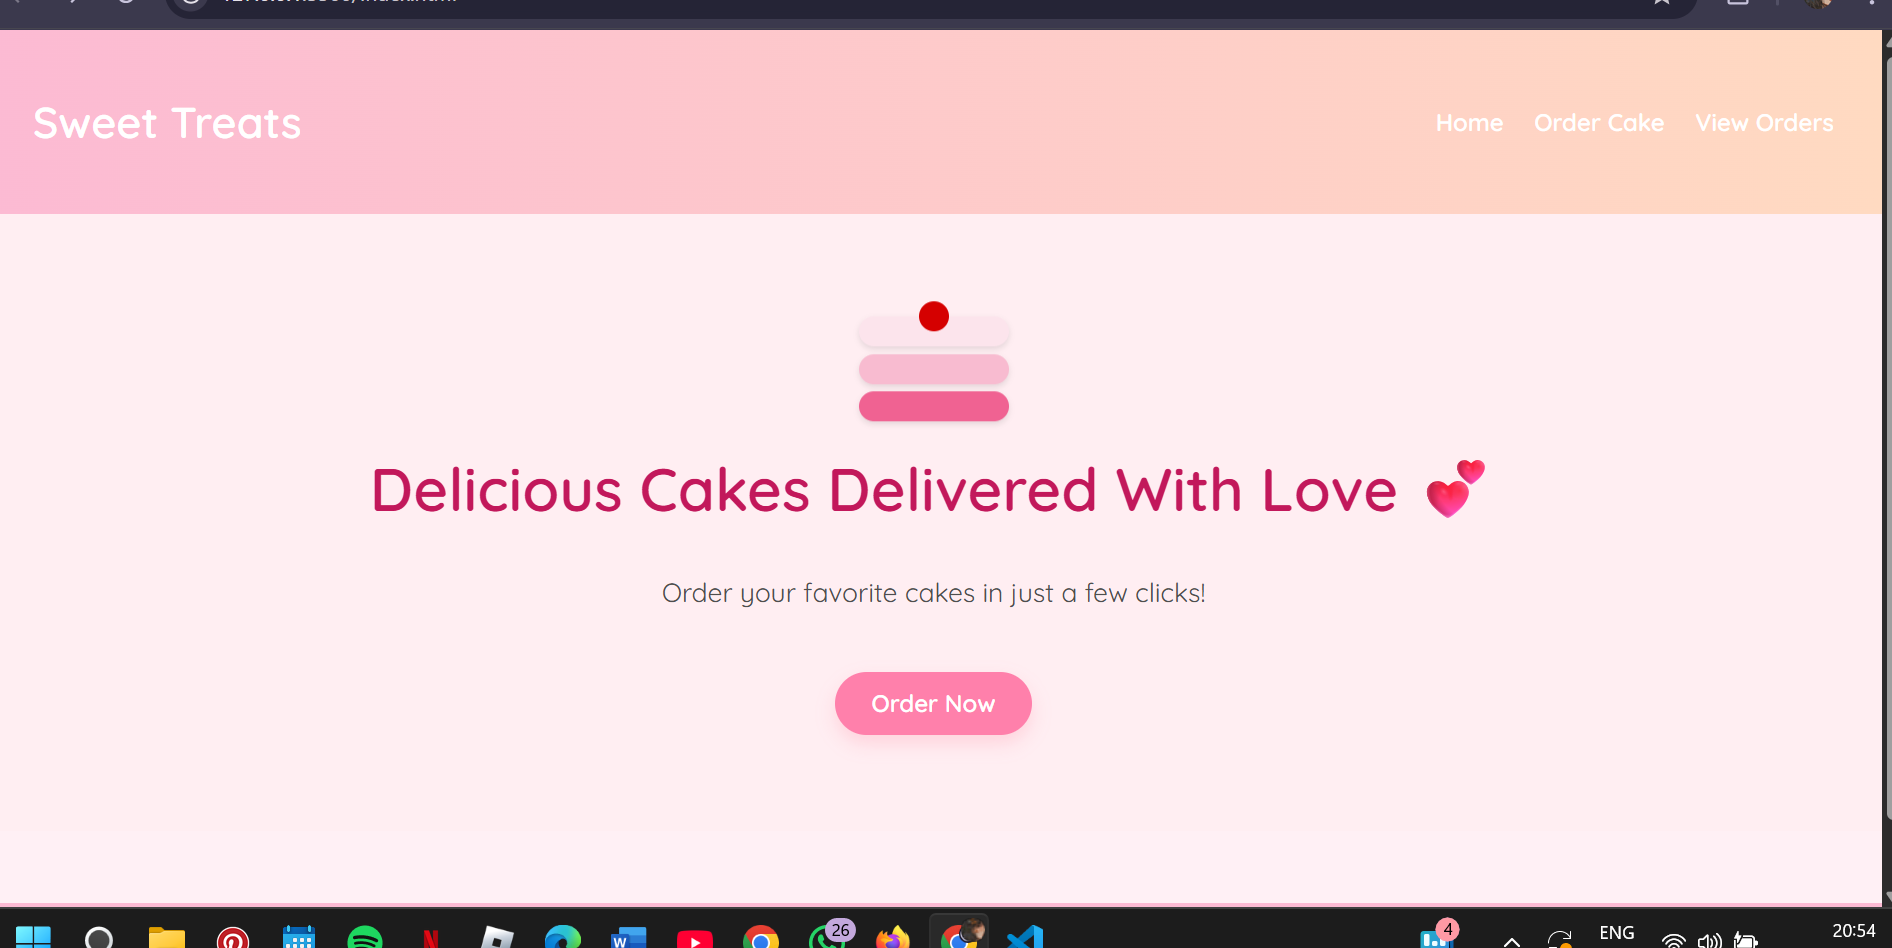 Sweet Treats
Home Order Cake View Orders
Delicious Cakes Delivered With Love 💕
Order your favorite cakes in just a few clicks!
Order Now
26
4
ENG
20:54